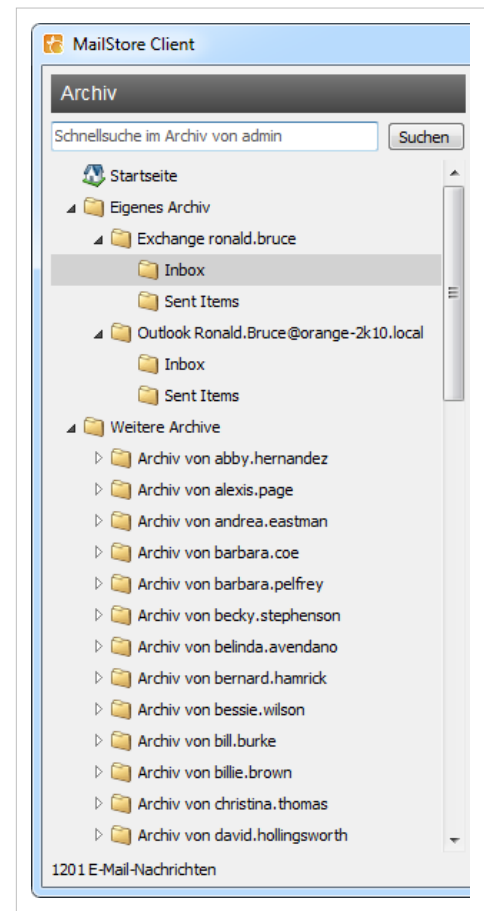 MailStore Client
Archiv
Schnellsuche im Archiv von admin Suchen
Startseite
Eigenes Archiv
Exchange ronald.bruce
Inbox
Sent Items
Outlook Ronald.Bruce@orange-2k10.local
Inbox
Sent Items
Weitere Archive
Archiv von abby.hernandez
Archiv von alexis.page
Archiv von andrea.eastman
Archiv von barbara.coe
Archiv von barbara.pelfrey
Archiv von becky.stephenson
Archiv von belinda.avendano
Archiv von bernard.hamrick
Archiv von bessie.wilson
Archiv von bill.burke
Archiv von billie.brown
Archiv von christina.thomas
Archiv von david.hollingsworth
1201 E-Mail-Nachrichten